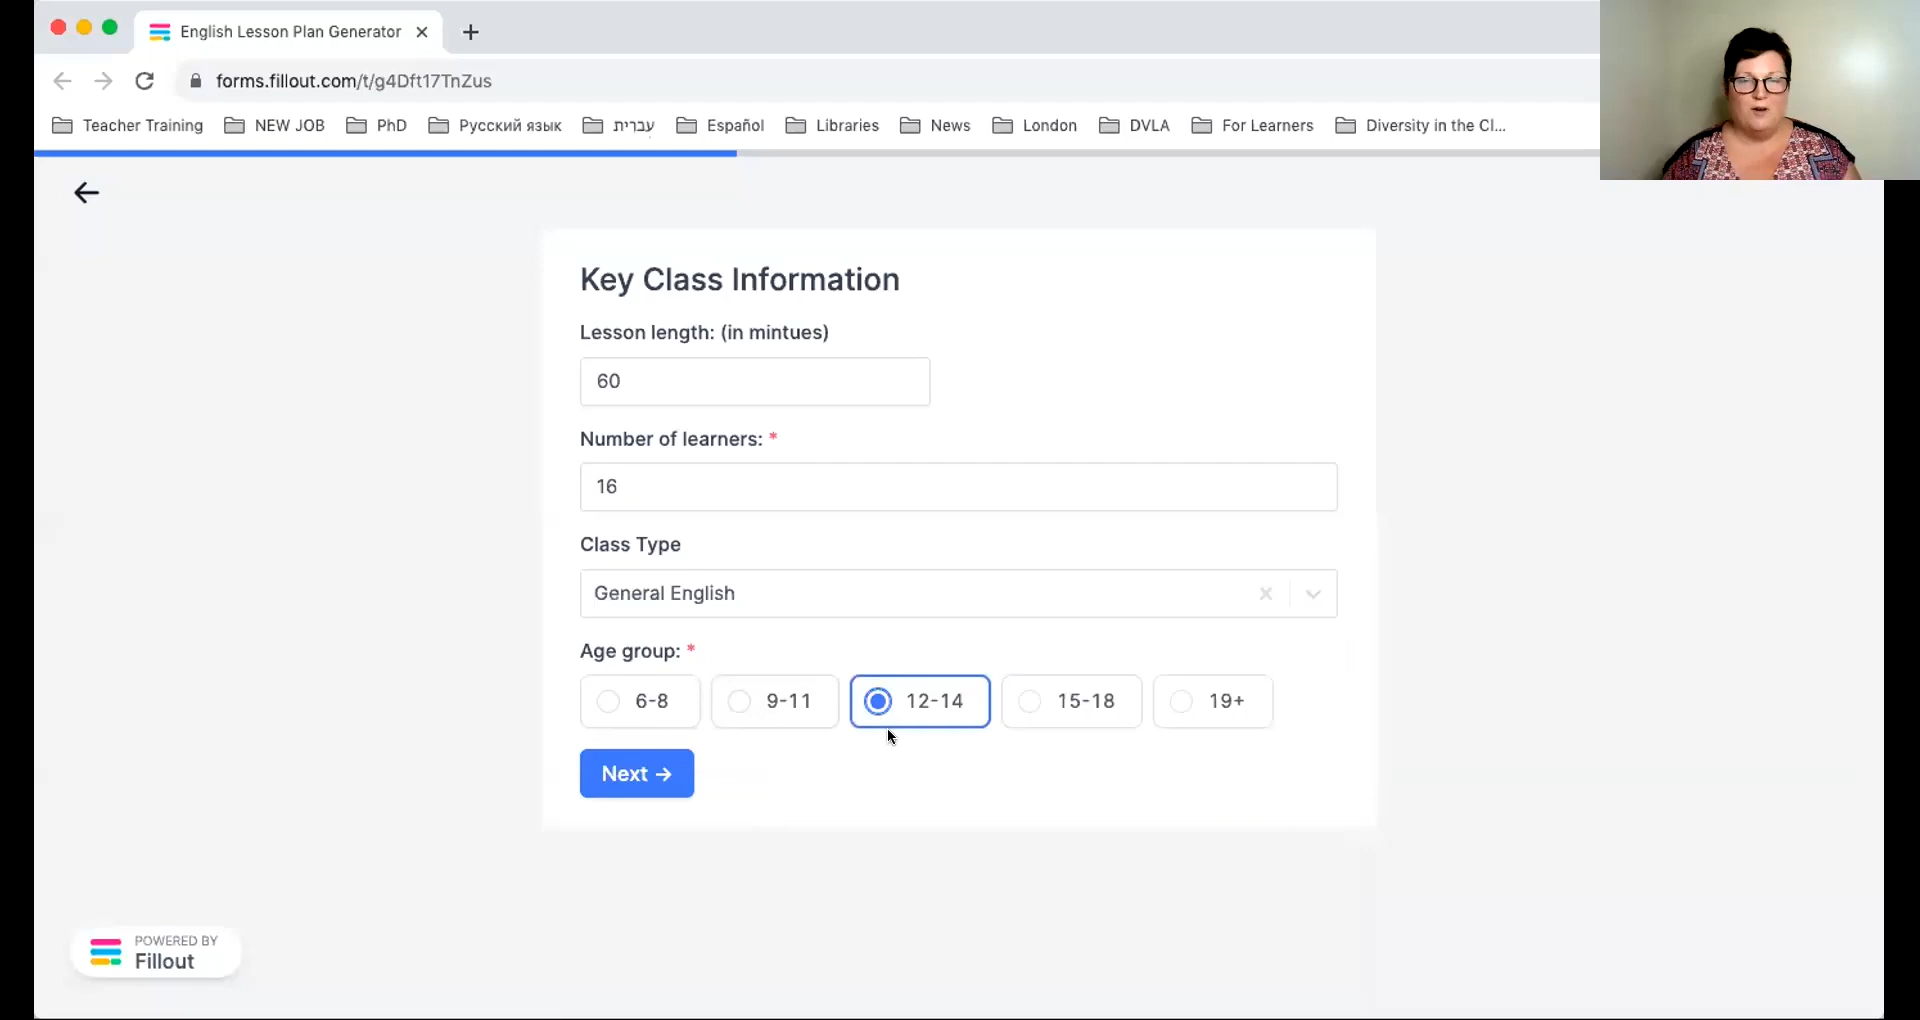 English Lesson Plan Generator
forms.fillout.com/t/g4Dft17TnZus
Teacher Training NEW JOB PhD Русский язык עִבְרִית Español Libraries News London DVLA For Learners Diversity in the Cl...
Key Class Information
Lesson length: (in mintues)
60
Number of learners: *
16
Class Type
General English
Age group: *
6-8 9-11 12-14 15-18 19+
Next →
POWERED BY
Fillout